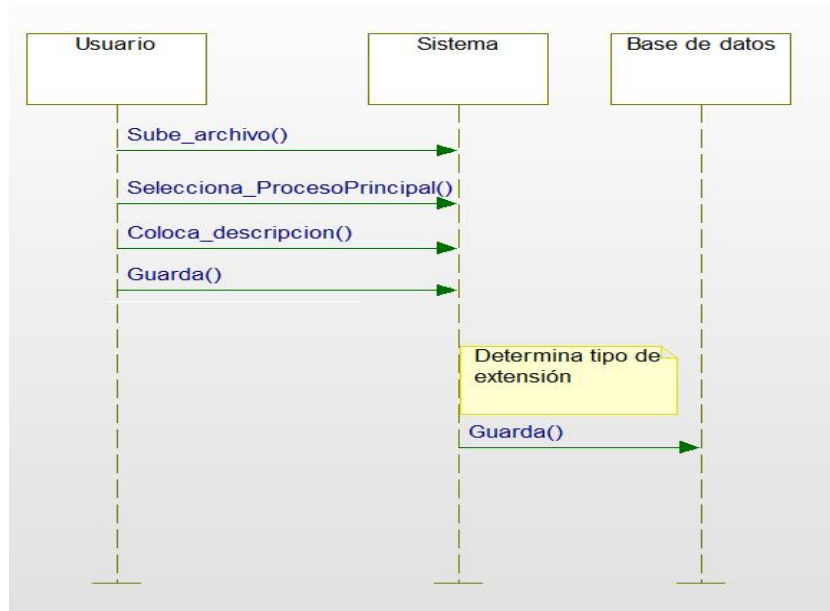 Usuario
Sistema
Base de datos
Sube_archivo()
Selecciona_ProcesoPrincipal()
Coloca_descripcion()
Guarda()
Determina tipo de
extensión
Guarda()